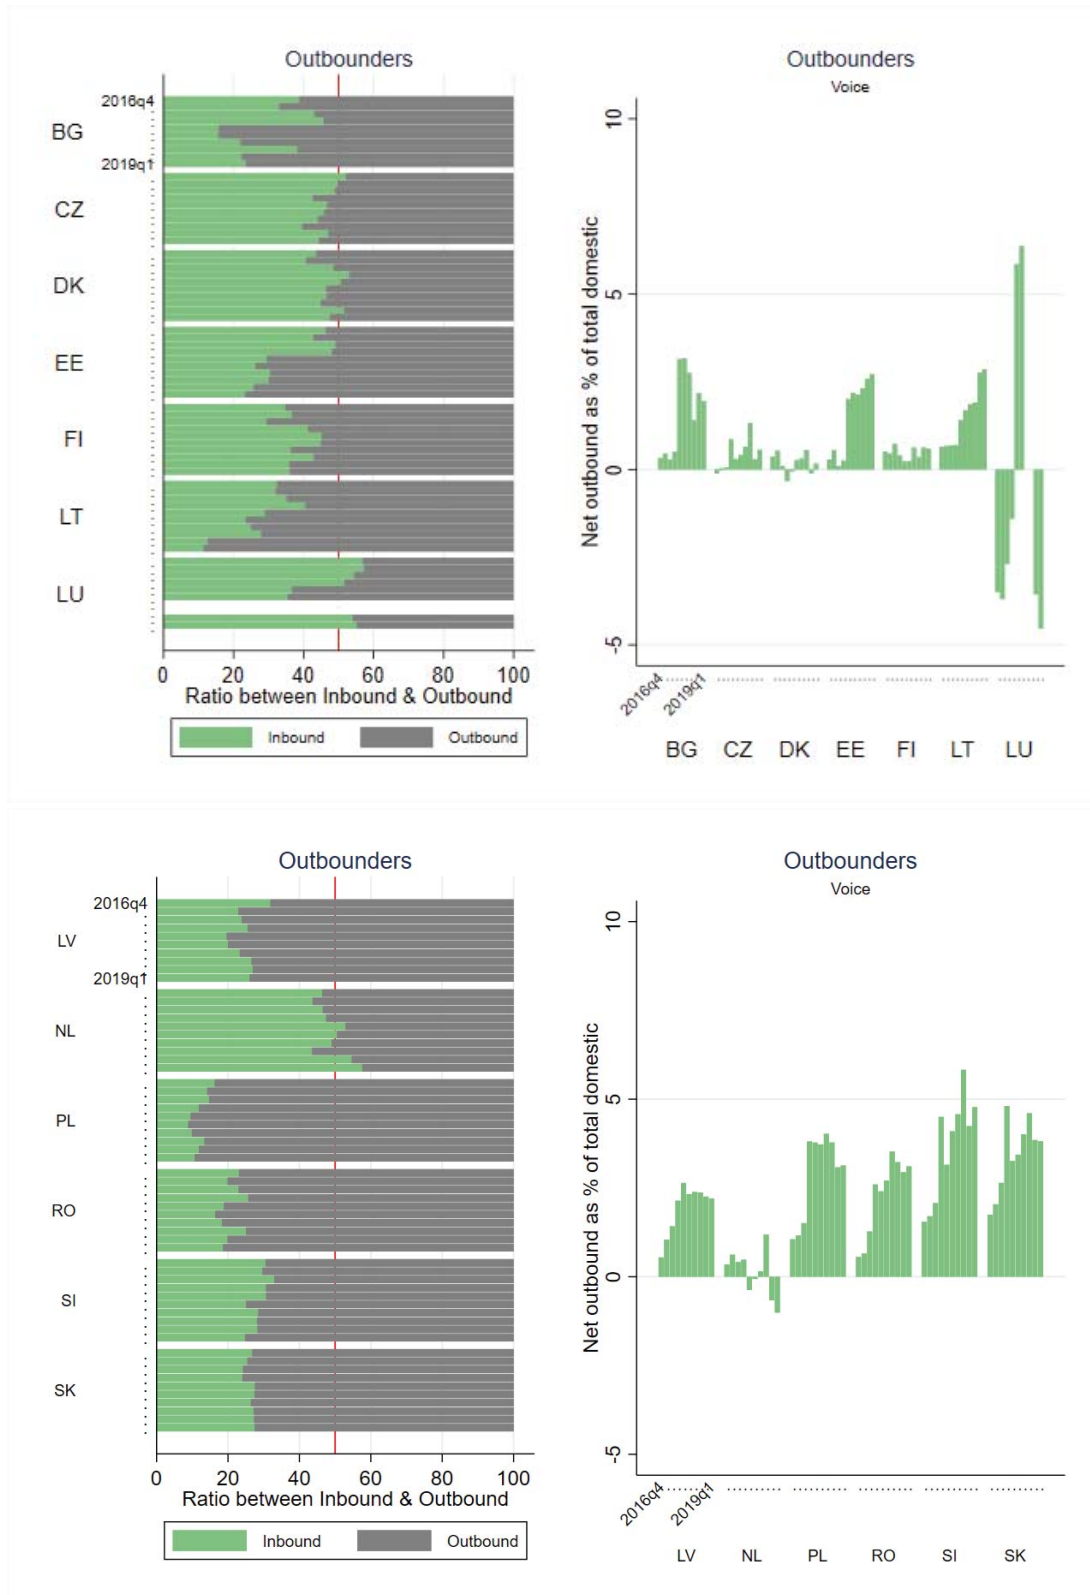 Outbounders
2016q4
BG
2019q1
CZ
DK
EE
FI
LT
LU
0 20 40 60 80 100
Ratio between Inbound & Outbound
Inbound Outbound
Outbounders
Voice
Net outbound as % of total domestic
10
5
0
-5
2016q4 2019q1
BG CZ DK EE FI LT LU
Outbounders
2016q4
LV
2019q1
NL
PL
RO
SI
SK
0 20 40 60 80 100
Ratio between Inbound & Outbound
Inbound Outbound
Outbounders
Voice
Net outbound as % of total domestic
10
5
0
-5
2016q4 2019q1
LV NL PL RO SI SK